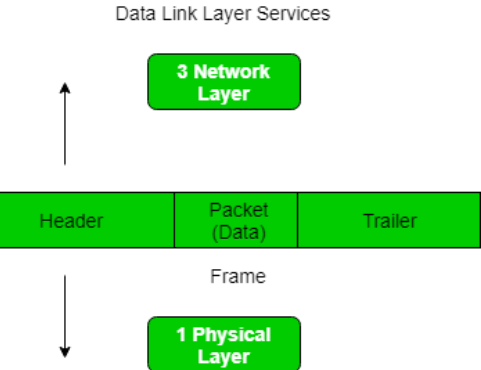 Data Link Layer Services
3 Network
Layer
Header
Packet
(Data)
Trailer
Frame
1 Physical
Layer